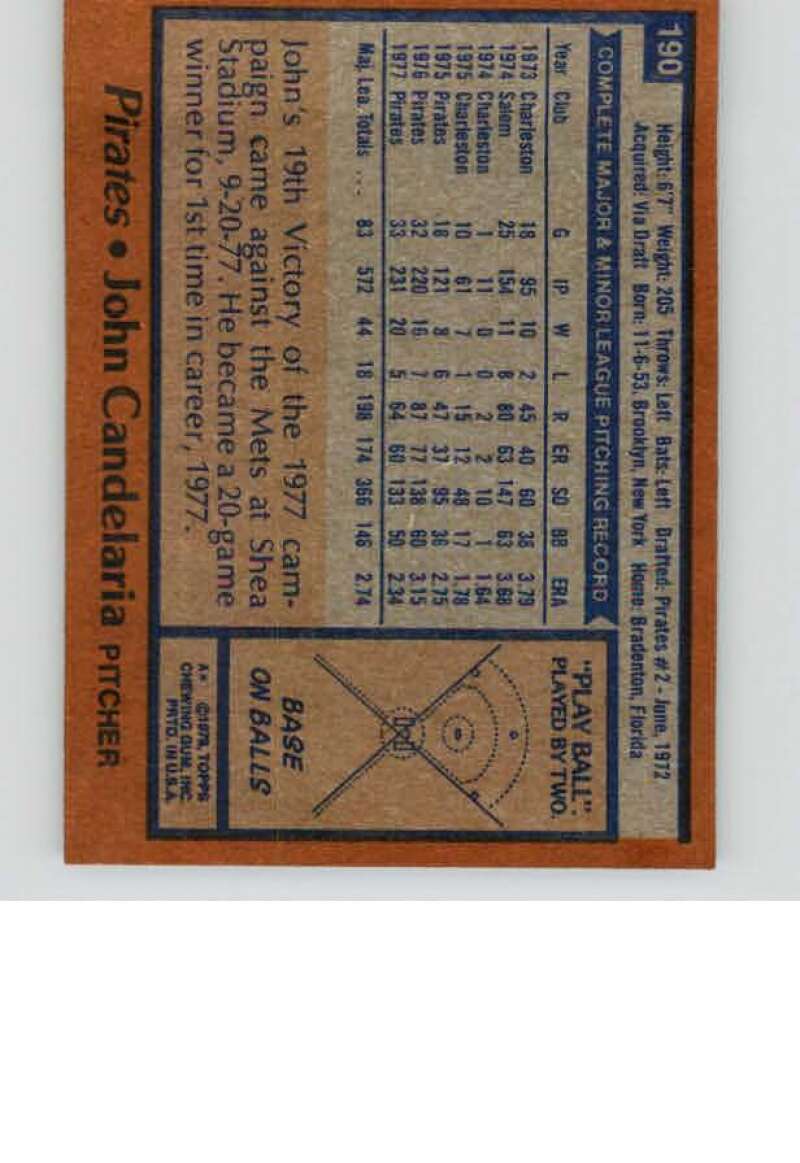 190
Height: 6'7" Weight: 205 Throws: Left Bats: Left Drafted: Pirates #2 - June, 1972
Acquired: Via Draft Born: 11-6-53, Brooklyn, New York Home: Bradenton, Florida
COMPLETE MAJOR & MINOR LEAGUE PITCHING RECORD
Year Club G IP W L R ER SO BB ERA
1973 Charleston 18 95 10 2 45 40 60 38 3.79
1974 Salem 25 154 11 8 80 63 147 63 3.68
1974 Charleston 1 11 0 0 2 2 10 1 1.64
1975 Charleston 10 61 7 1 15 12 48 17 1.78
1975 Pirates 18 121 8 6 47 37 95 36 2.75
1976 Pirates 32 220 16 7 87 77 138 60 3.15
1977 Pirates 33 231 20 5 64 60 133 50 2.34
Maj. Lea. Totals ... 83 572 44 18 198 174 366 146 2.74
John's 19th Victory of the 1977 cam-
paign came against the Mets at Shea
Stadium, 9-20-77. He became a 20-game
winner for 1st time in career, 1977.
"PLAY BALL"
PLAYED BY TWO.
BASE
ON BALLS
A* ©1978, TOPPS
CHEWING GUM, INC.
PRTD. IN U.S.A.
Pirates • John Candelaria PITCHER